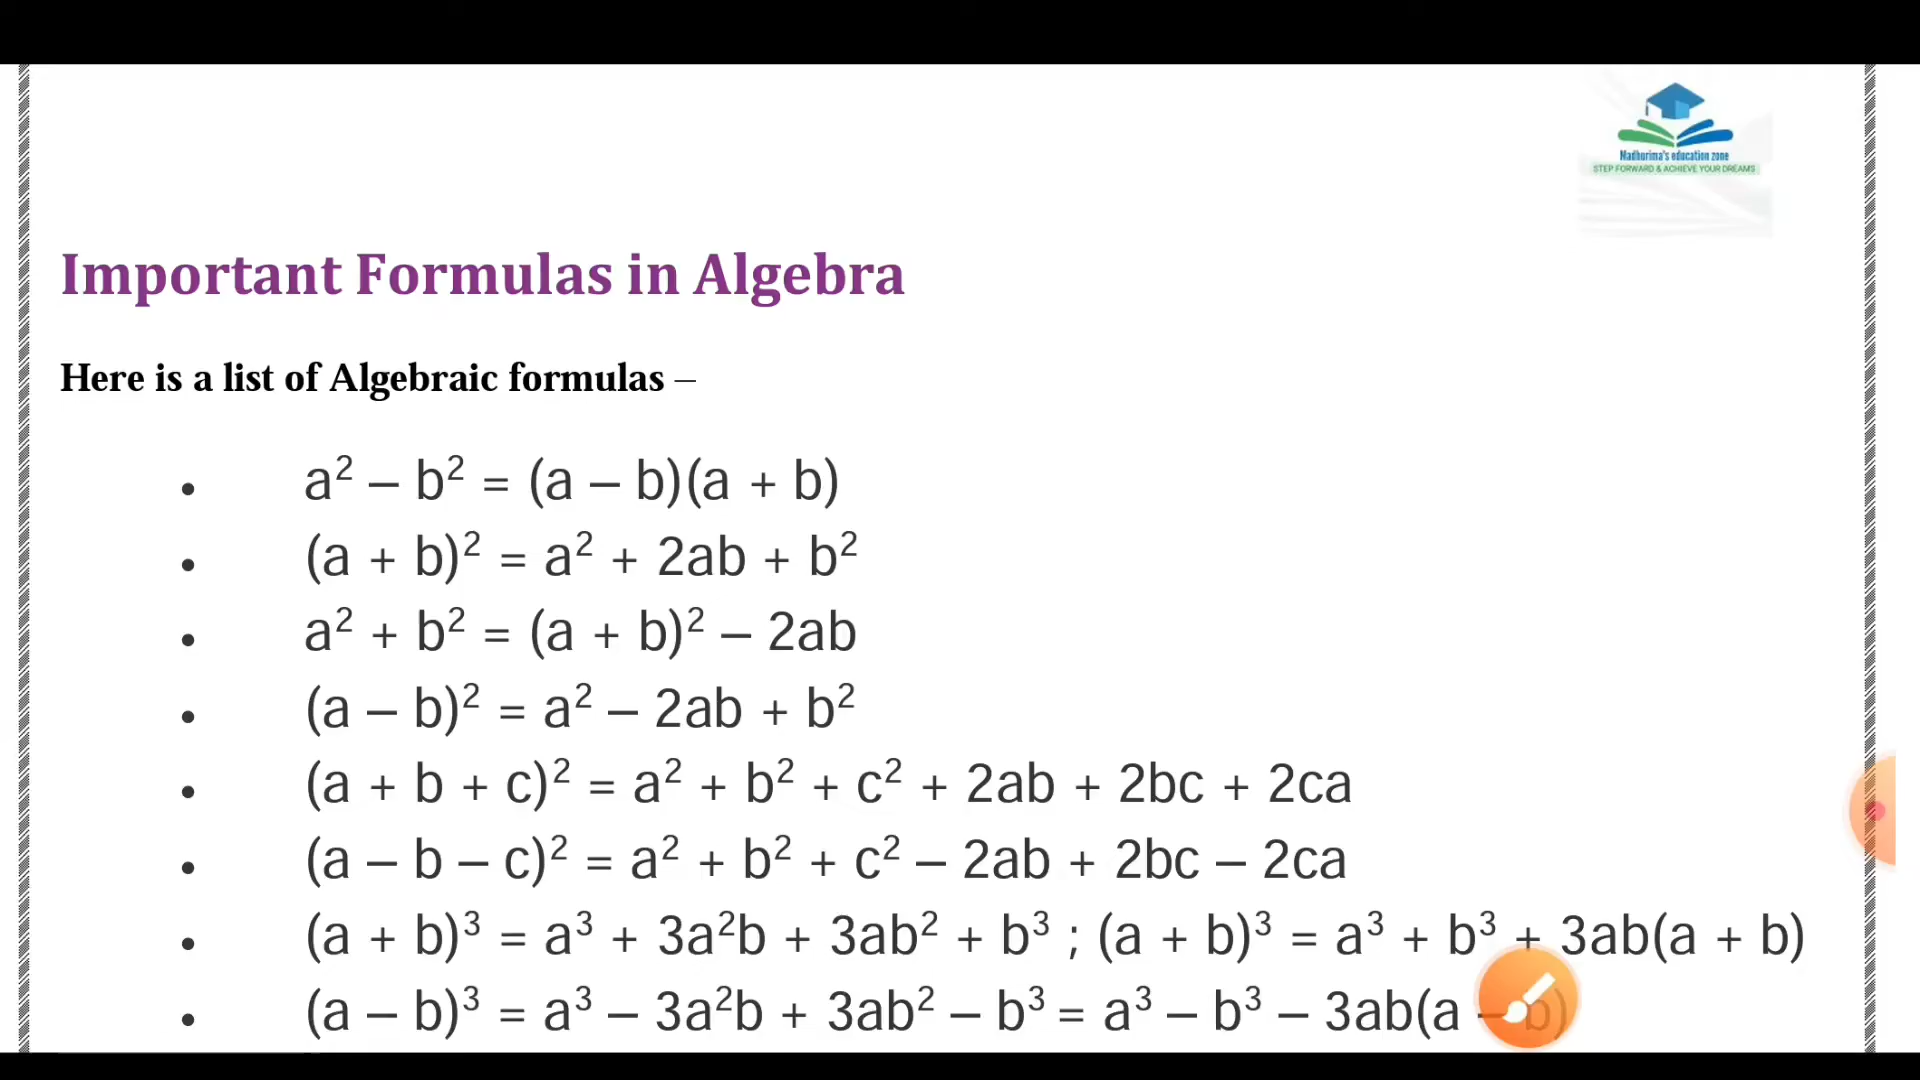 Madhurima's education zone
STEP FORWARD & ACHIEVE YOUR DREAMS
Important Formulas in Algebra
Here is a list of Algebraic formulas –
• a² – b² = (a – b)(a + b)
• (a + b)² = a² + 2ab + b²
• a² + b² = (a + b)² – 2ab
• (a – b)² = a² – 2ab + b²
• (a + b + c)² = a² + b² + c² + 2ab + 2bc + 2ca
• (a – b – c)² = a² + b² + c² – 2ab + 2bc – 2ca
• (a + b)³ = a³ + 3a²b + 3ab² + b³ ; (a + b)³ = a³ + b³ + 3ab(a + b)
• (a – b)³ = a³ – 3a²b + 3ab² – b³ = a³ – b³ – 3ab(a – b)